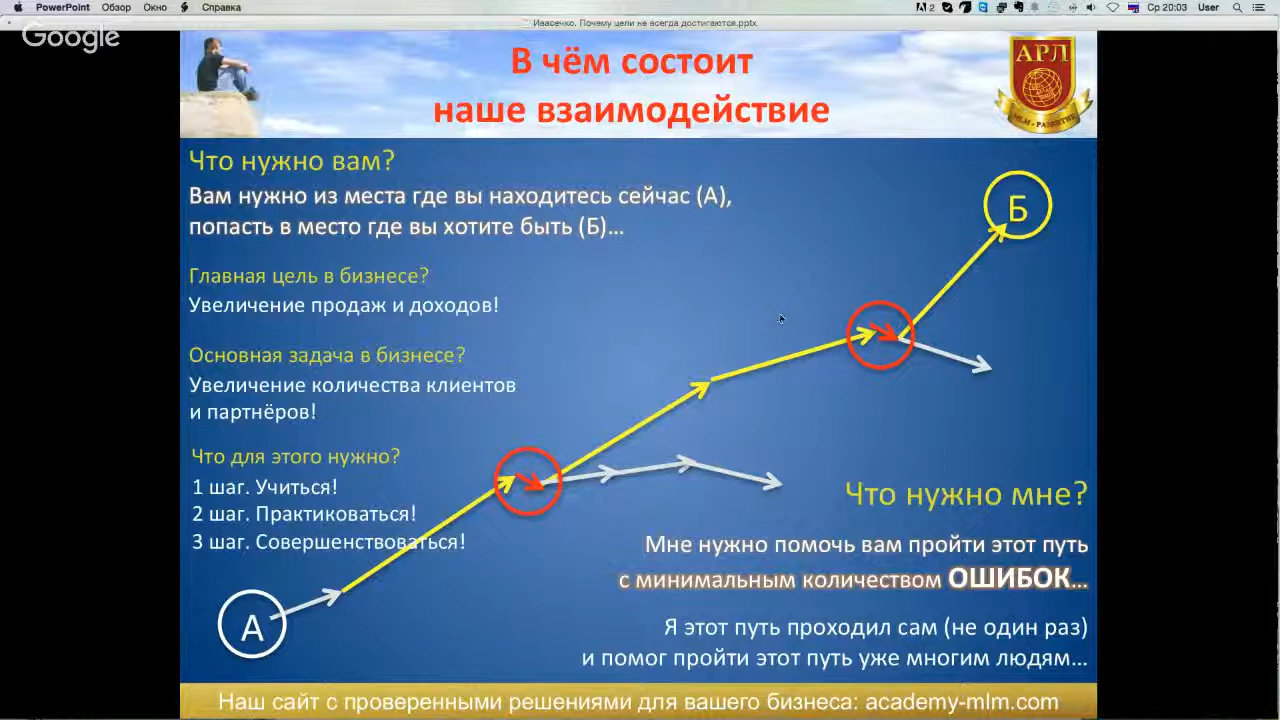 PowerPoint Обзор Окно Справка
2 Ср 20:03 User
Ивасечко. Почему цели не всегда достигаются.pptx
Google
В чём состоит
наше взаимодействие
АРЛ
MLM - РАЗВИТИЕ
Что нужно вам?
Вам нужно из места где вы находитесь сейчас (А),
попасть в место где вы хотите быть (Б)...
Б
Главная цель в бизнесе?
Увеличение продаж и доходов!
Основная задача в бизнесе?
Увеличение количества клиентов
и партнёров!
Что для этого нужно?
1 шаг. Учиться!
2 шаг. Практиковаться!
3 шаг. Совершенствоваться!
А
Что нужно мне?
Мне нужно помочь вам пройти этот путь
с минимальным количеством ОШИБОК...
Я этот путь проходил сам (не один раз)
и помог пройти этот путь уже многим людям...
Наш сайт с проверенными решениями для вашего бизнеса: academy-mlm.com